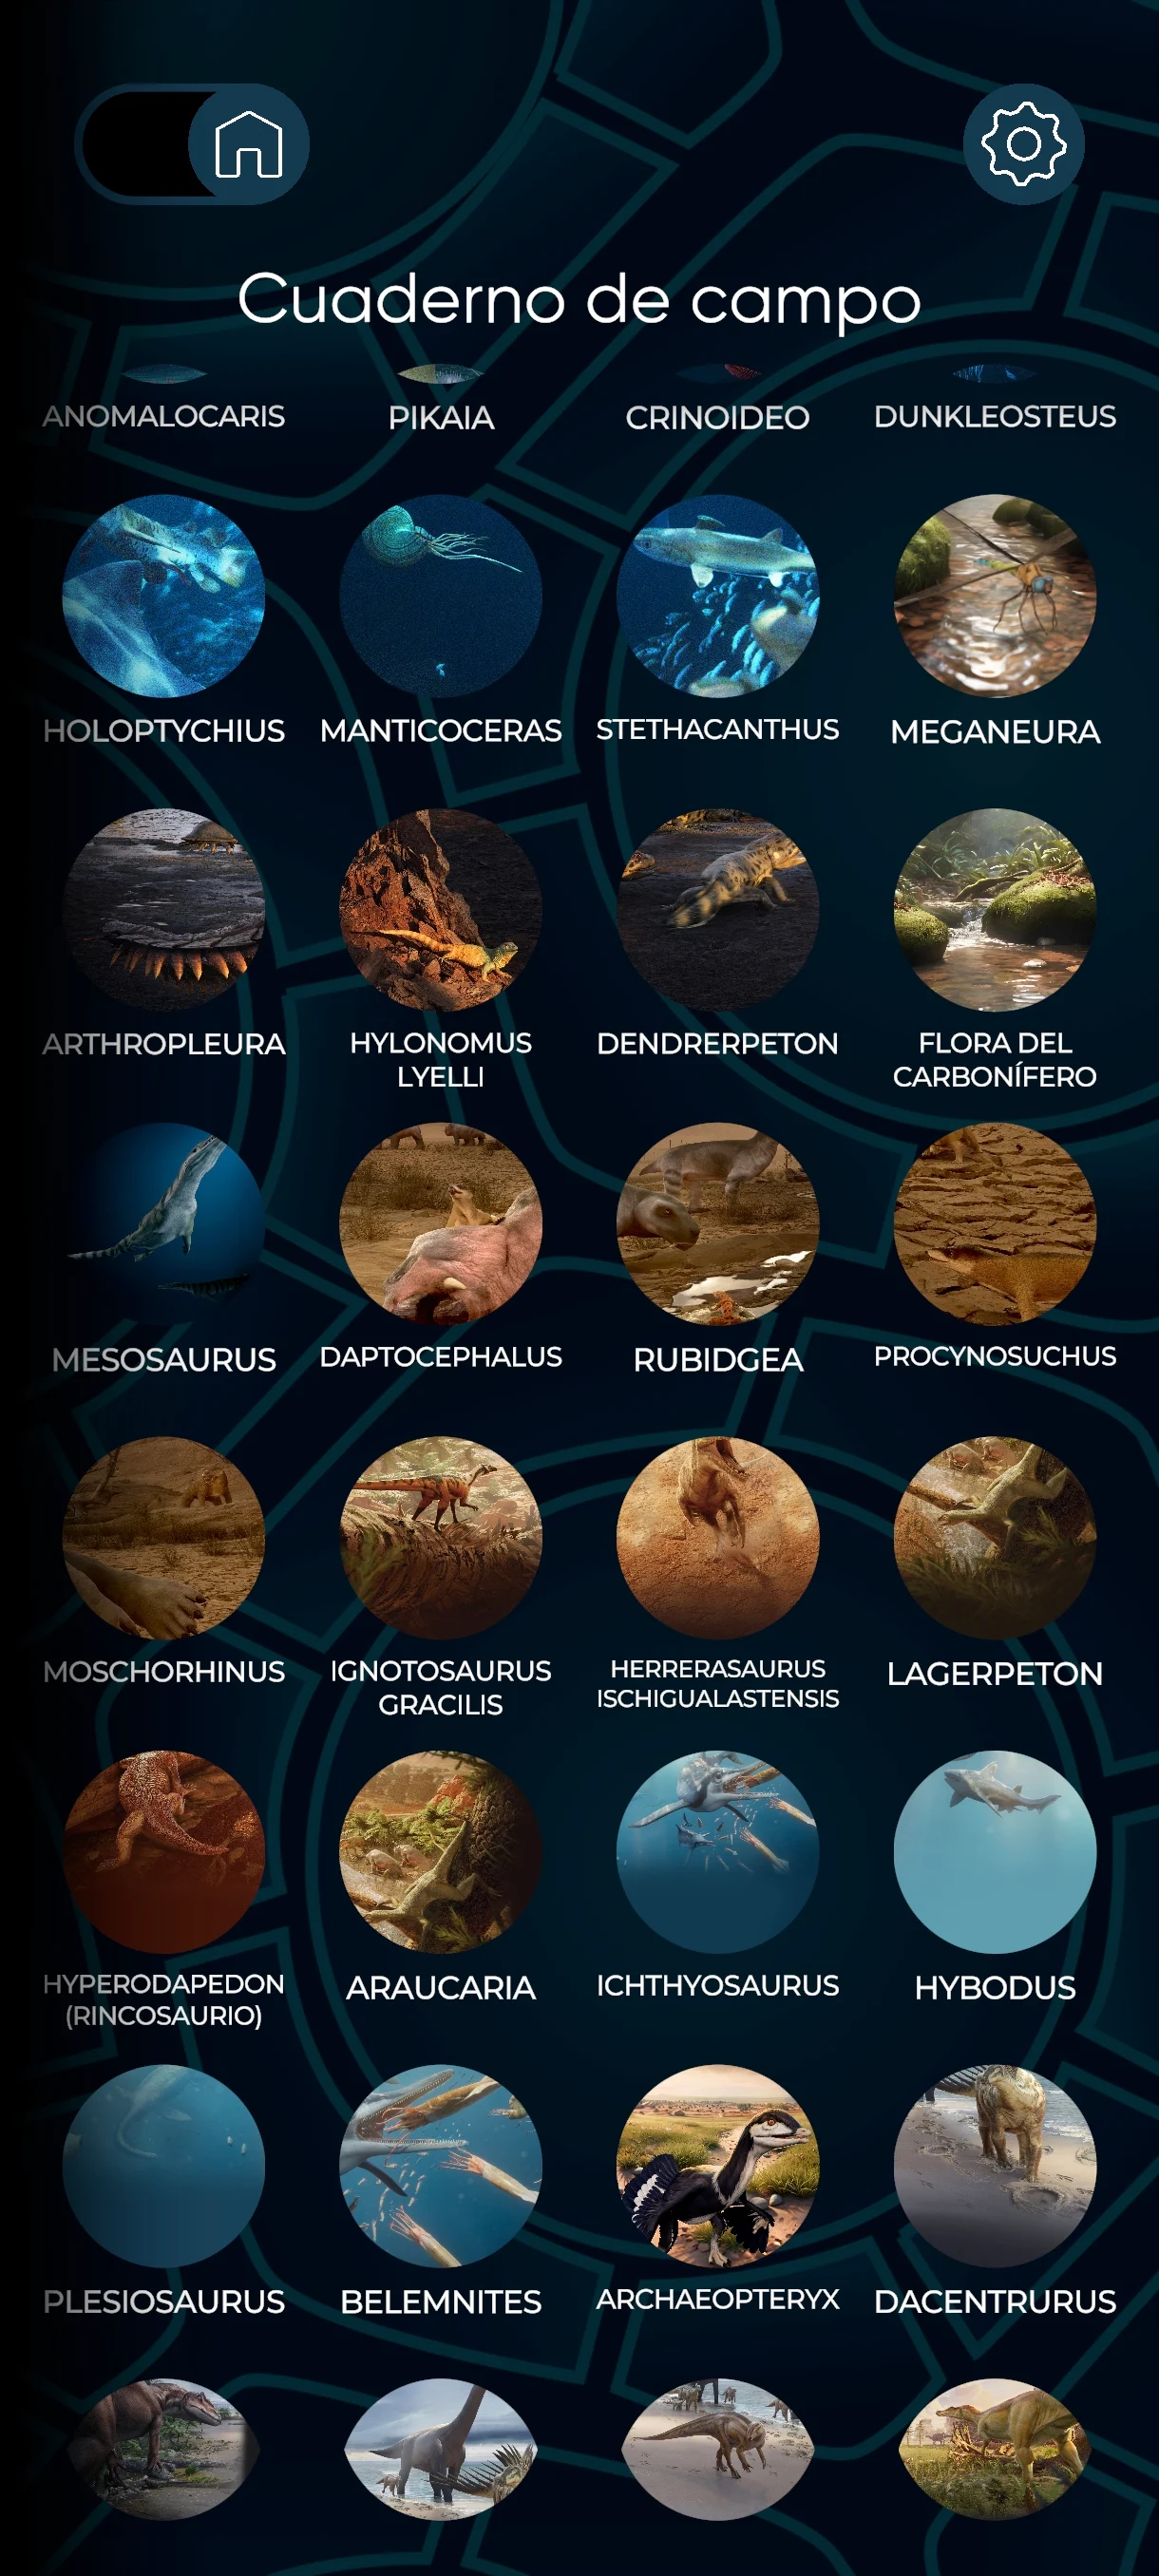 Cuaderno de campo
ANOMALOCARIS
PIKAIA
CRINOIDEO
DUNKLEOSTEUS
HOLOPTYCHIUS
MANTICOCERAS
STETHACANTHUS
MEGANEURA
ARTHROPLEURA
HYLONOMUS
LYELLI
DENDRERPETON
FLORA DEL
CARBONÍFERO
MESOSAURUS
DAPTOCEPHALUS
RUBIDGEA
PROCYNOSUCHUS
MOSCHORHINUS
IGNOTOSAURUS
GRACILIS
HERRERASAURUS
ISCHIGUALASTENSIS
LAGERPETON
HYPERODAPEDON
(RINCOSAURIO)
ARAUCARIA
ICHTHYOSAURUS
HYBODUS
PLESIOSAURUS
BELEMNITES
ARCHAEOPTERYX
DACENTRURUS